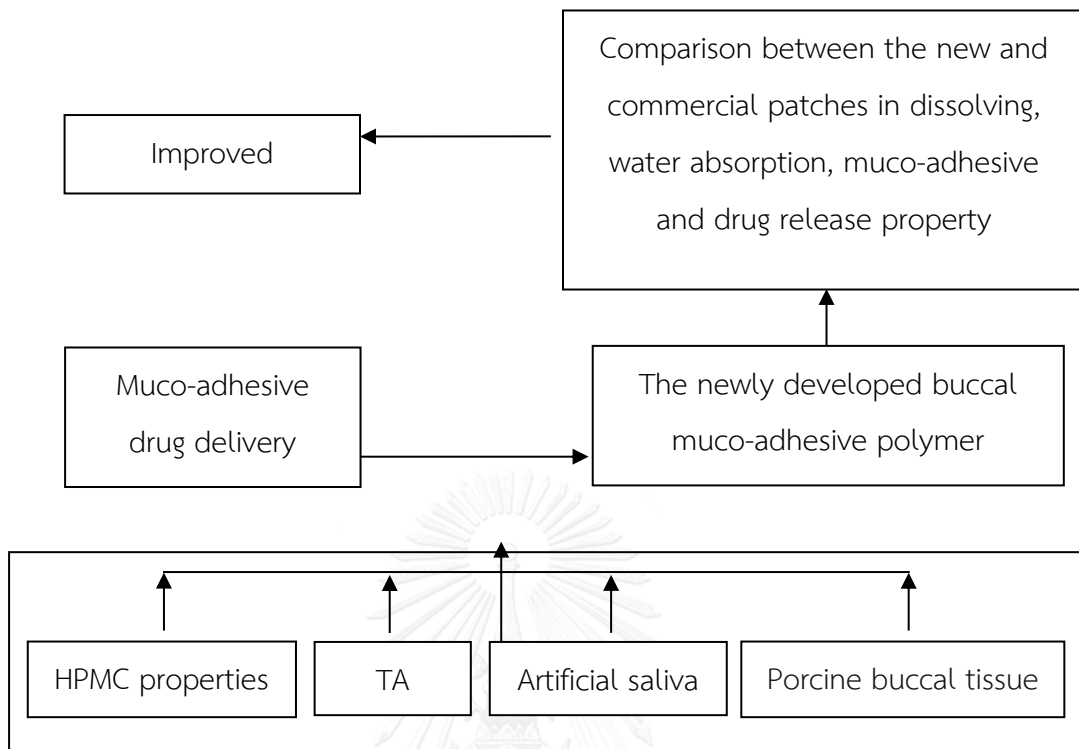 Comparison between the new and
commercial patches in dissolving,
water absorption, muco-adhesive
and drug release property
Improved
Muco-adhesive
drug delivery
The newly developed buccal
muco-adhesive polymer
HPMC properties
TA
Artificial saliva
Porcine buccal tissue